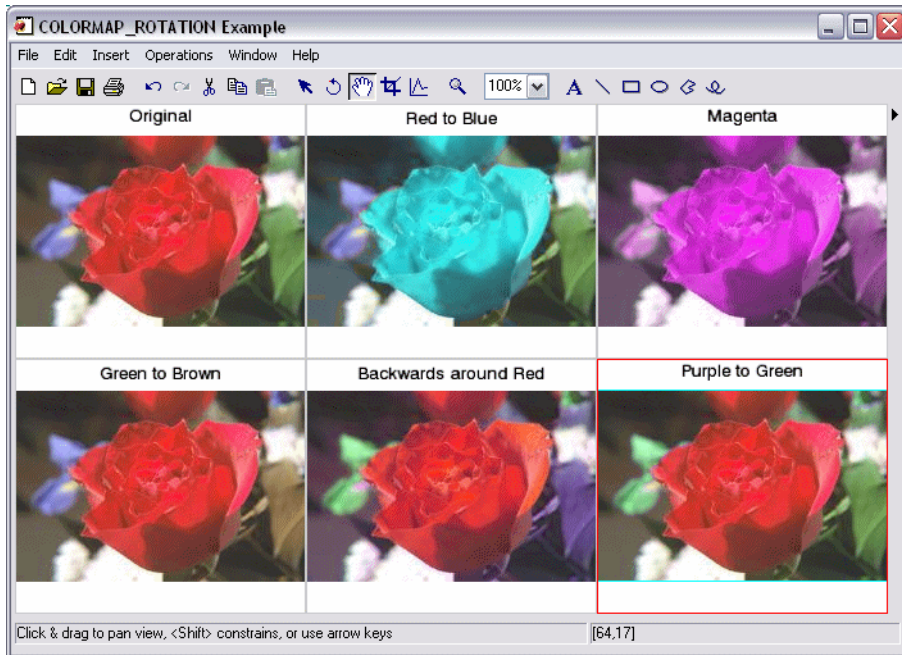 COLORMAP_ROTATION Example
File Edit Insert Operations Window Help
100%
Original
Red to Blue
Magenta
Green to Brown
Backwards around Red
Purple to Green
Click & drag to pan view, <Shift> constrains, or use arrow keys
[64,17]